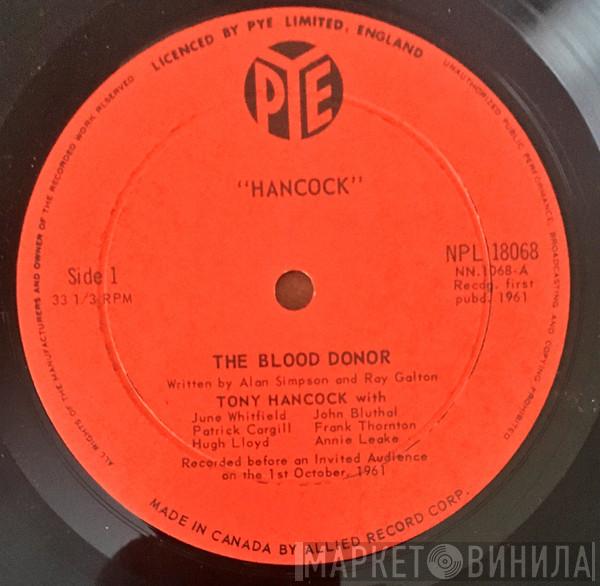 LICENCED BY PYE LIMITED, ENGLAND
UNAUTHORIZED PUBLIC PERFORMANCE, BROADCASTING AND COPYING PROHIBITED
ALL RIGHTS OF THE MANUFACTURERS AND OWNER OF THE RECORDED WORK RESERVED
PYE
"HANCOCK"
Side 1
33 1/3 RPM
NPL 18068
NN.1068-A
Recog. first
pubd. 1961
THE BLOOD DONOR
Written by Alan Simpson and Ray Galton
TONY HANCOCK with
June Whitfield John Bluthal
Patrick Cargill Frank Thornton
Hugh Lloyd Annie Leake
Recorded before an Invited Audience
on the 1st October, 1961
MADE IN CANADA BY ALLIED RECORD CORP.
МАРКЕТ ВИНИЛА